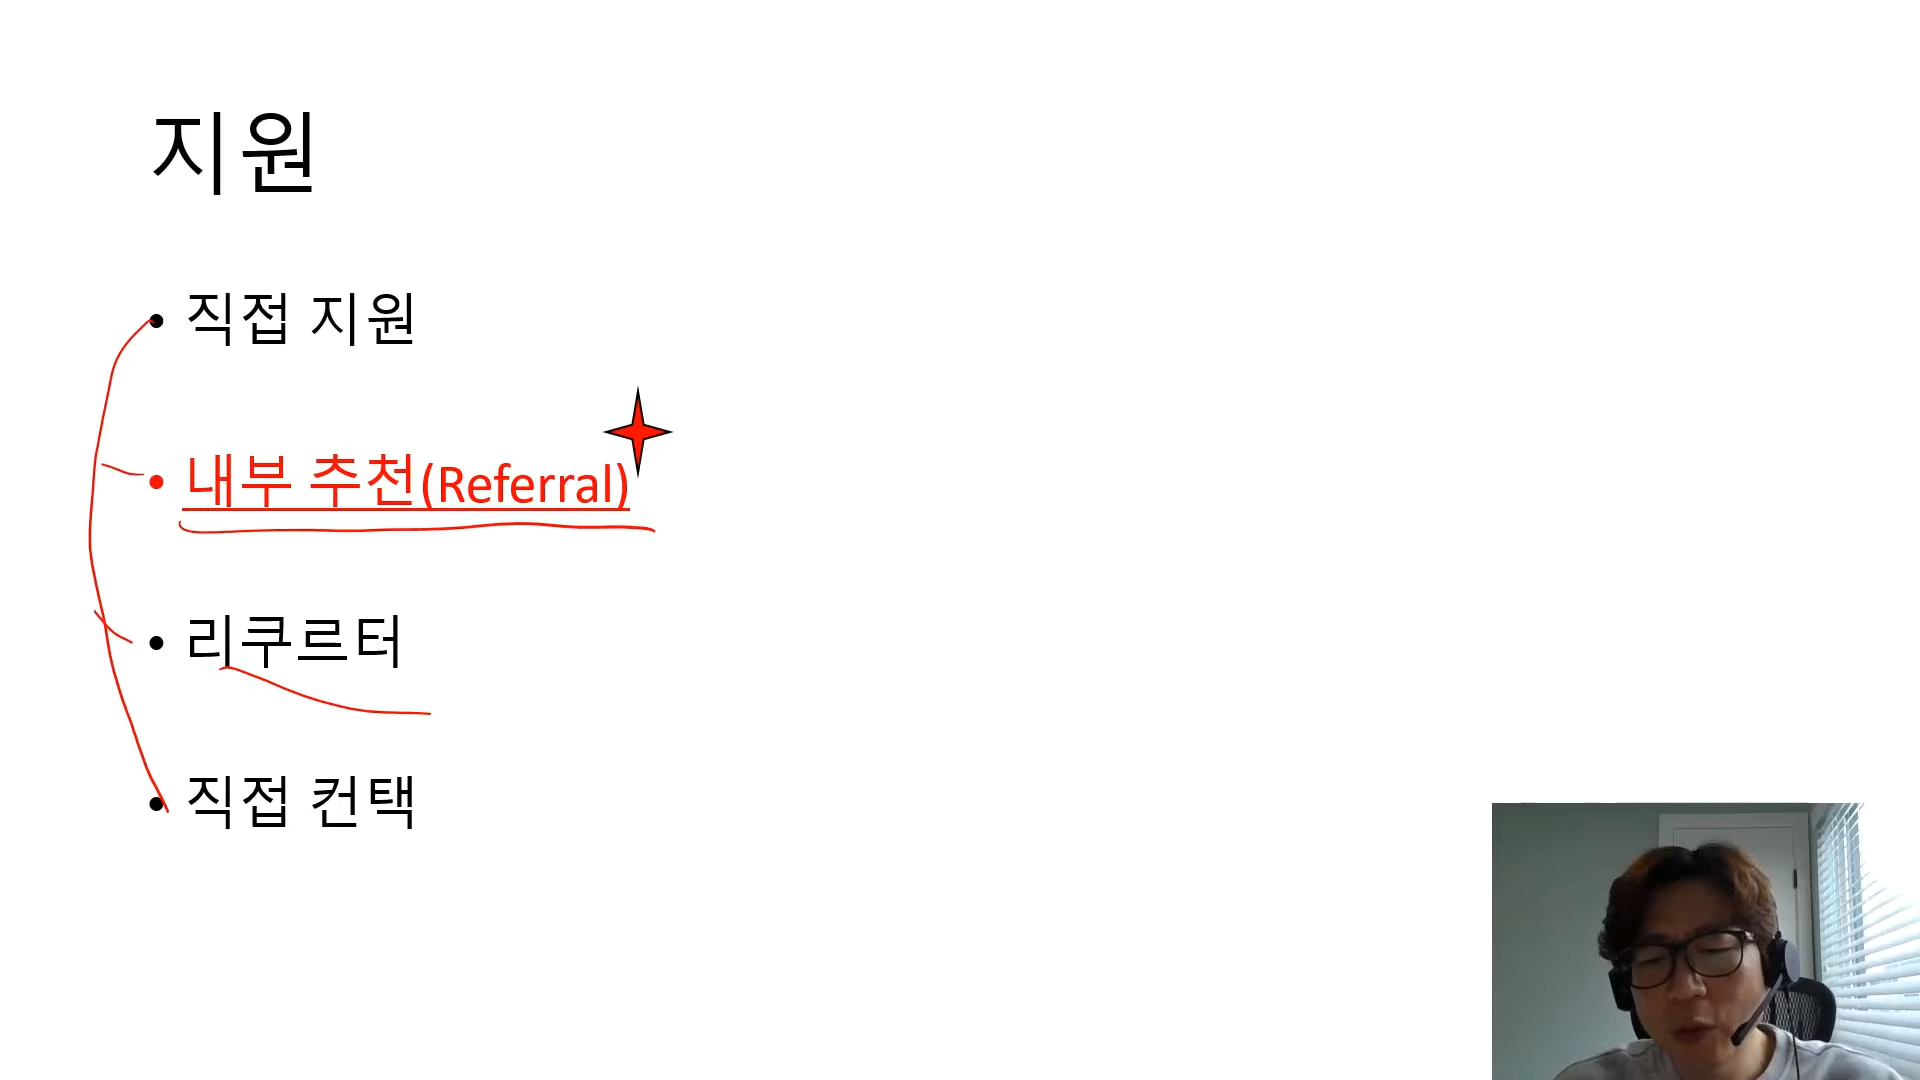 지원
• 직접 지원
• 내부 추천(Referral)
• 리쿠르터
• 직접 컨택